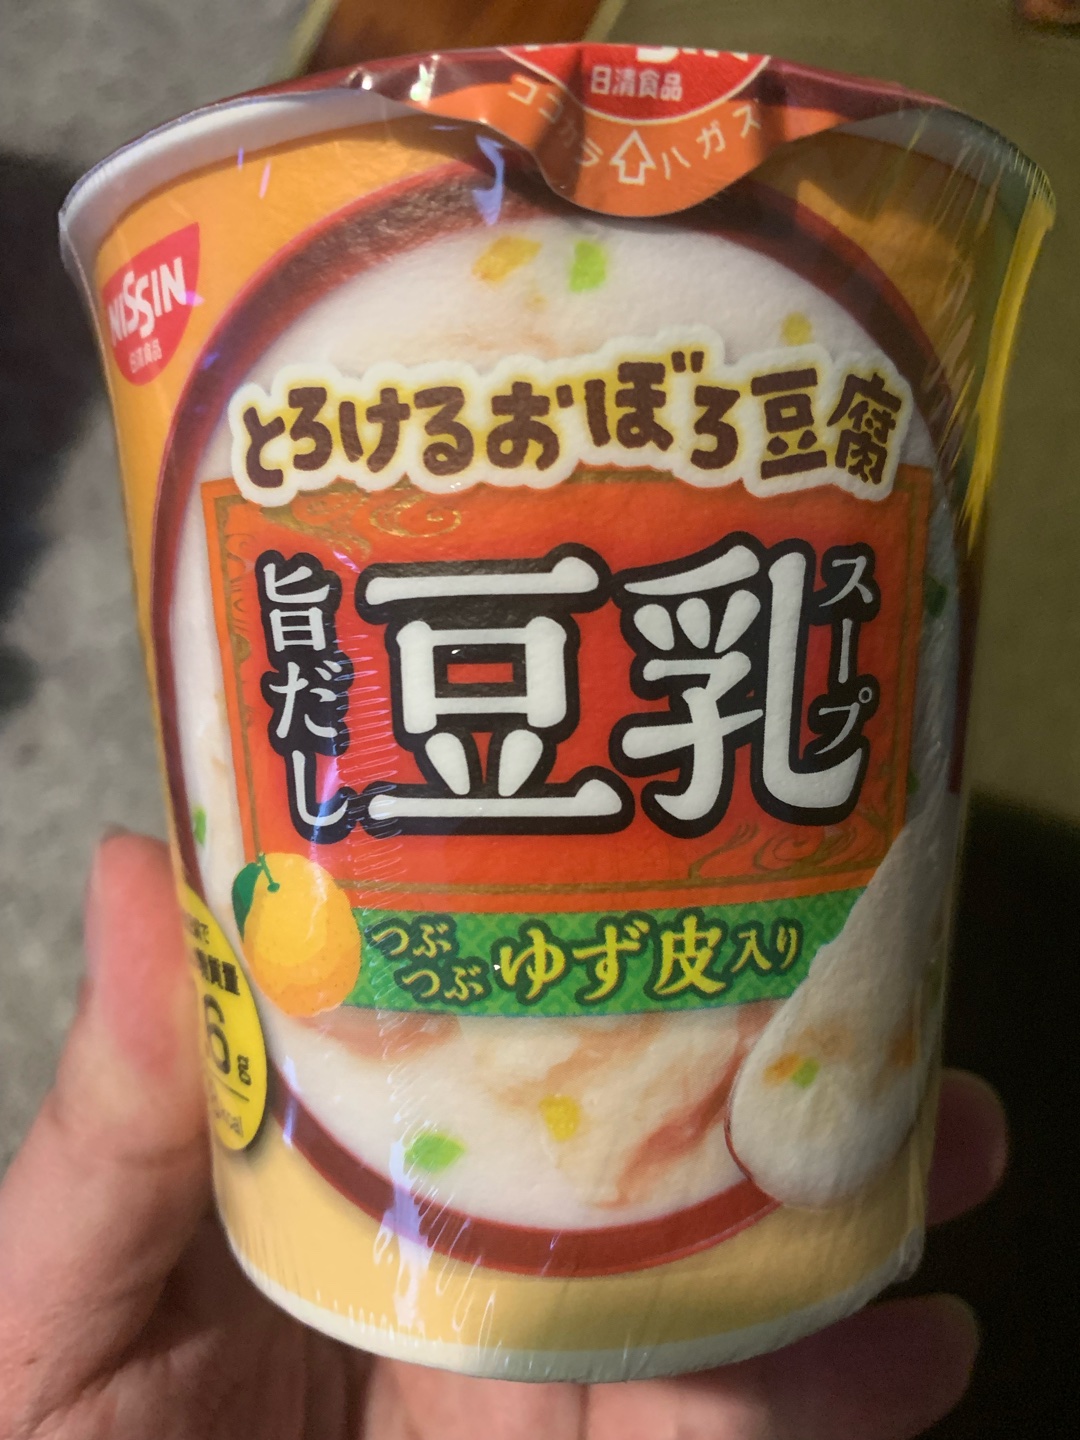 日清食品
ココカラハガス
NISSIN
日清食品
とろけるおぼろ豆腐
旨だし
豆乳
スープ
つぶつぶ
ゆず皮入り